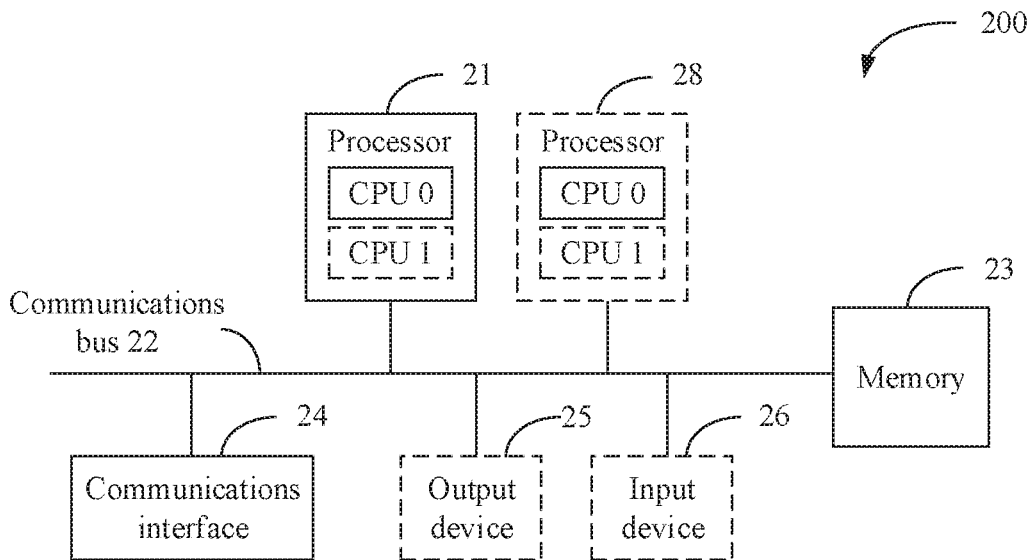 200
21
28
Processor
CPU 0
CPU 1
Processor
CPU 0
CPU 1
23
Communications
bus 22
Memory
24
25
26
Communications
interface
Output
device
Input
device